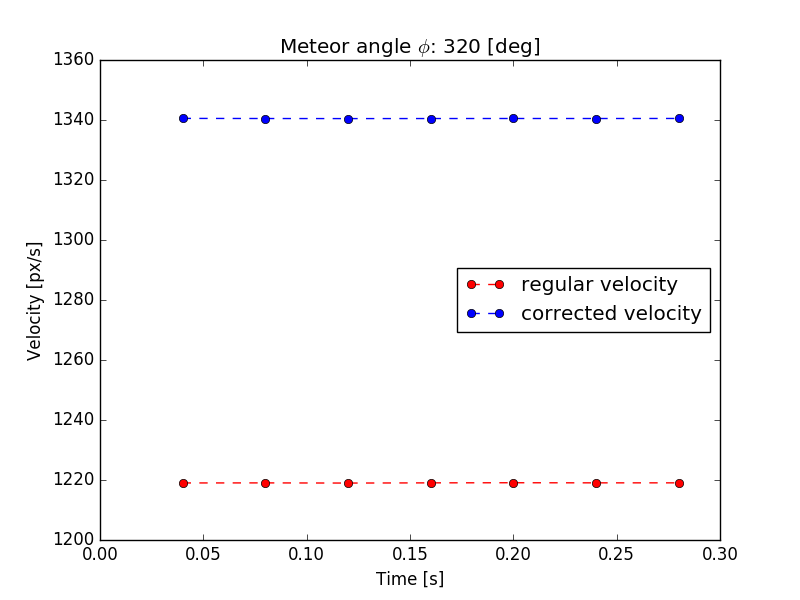 Meteor angle ϕ: 320 [deg]
1360
1340
1320
1300
1280
1260
1240
1220
1200
Velocity [px/s]
regular velocity
corrected velocity
0.00 0.05 0.10 0.15 0.20 0.25 0.30
Time [s]